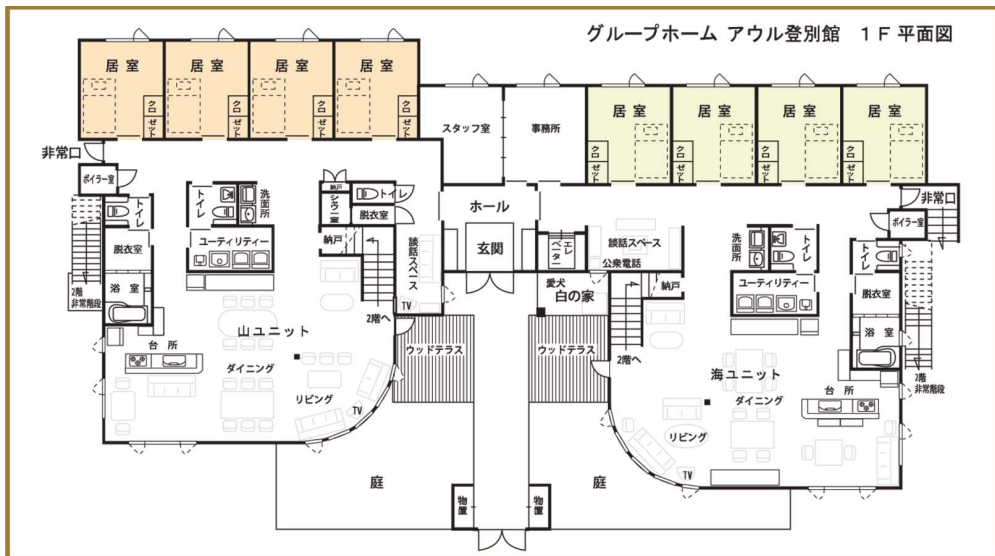 グループホーム アウル登別館 1F平面図
居室
居室
居室
居室
クロゼット
クロゼット
クロゼット
クロゼット
スタッフ室
事務所
居室
居室
居室
居室
クロゼット
クロゼット
クロゼット
クロゼット
非常口
ボイラー室
トイレ
トイレ
洗面所
納戸
シャワー室
トイレ
脱衣室
ホール
玄関
エレベーター
談話スペース
公衆電話
洗面所
トイレ
非常口
ボイラー室
トイレ
脱衣室
ユーティリティー
納戸
談話スペース
TV
愛犬
白の家
納戸
ユーティリティー
脱衣室
浴室
2階
非常階段
2階へ
山ユニット
ウッドテラス
ウッドテラス
2階へ
浴室
台所
ダイニング
リビング
TV
海ユニット
ダイニング
台所
2階
非常階段
リビング
TV
庭
物置
物置
庭